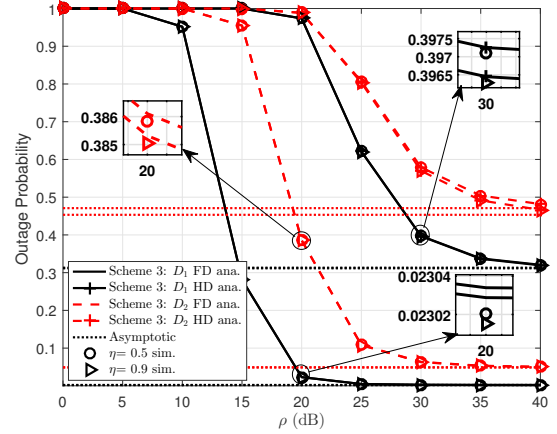 1
0.9
0.8
0.7
0.6
0.5
0.4
0.3
0.2
0.1
Outage Probability
0.3975
0.397
0.3965
30
0.386
0.385
20
0.02304
0.02302
20
Scheme 3: D₁ FD ana.
Scheme 3: D₁ HD ana.
Scheme 3: D₂ FD ana.
Scheme 3: D₂ HD ana.
Asymptotic
η= 0.5 sim.
η= 0.9 sim.
0 5 10 15 20 25 30 35 40
ρ (dB)